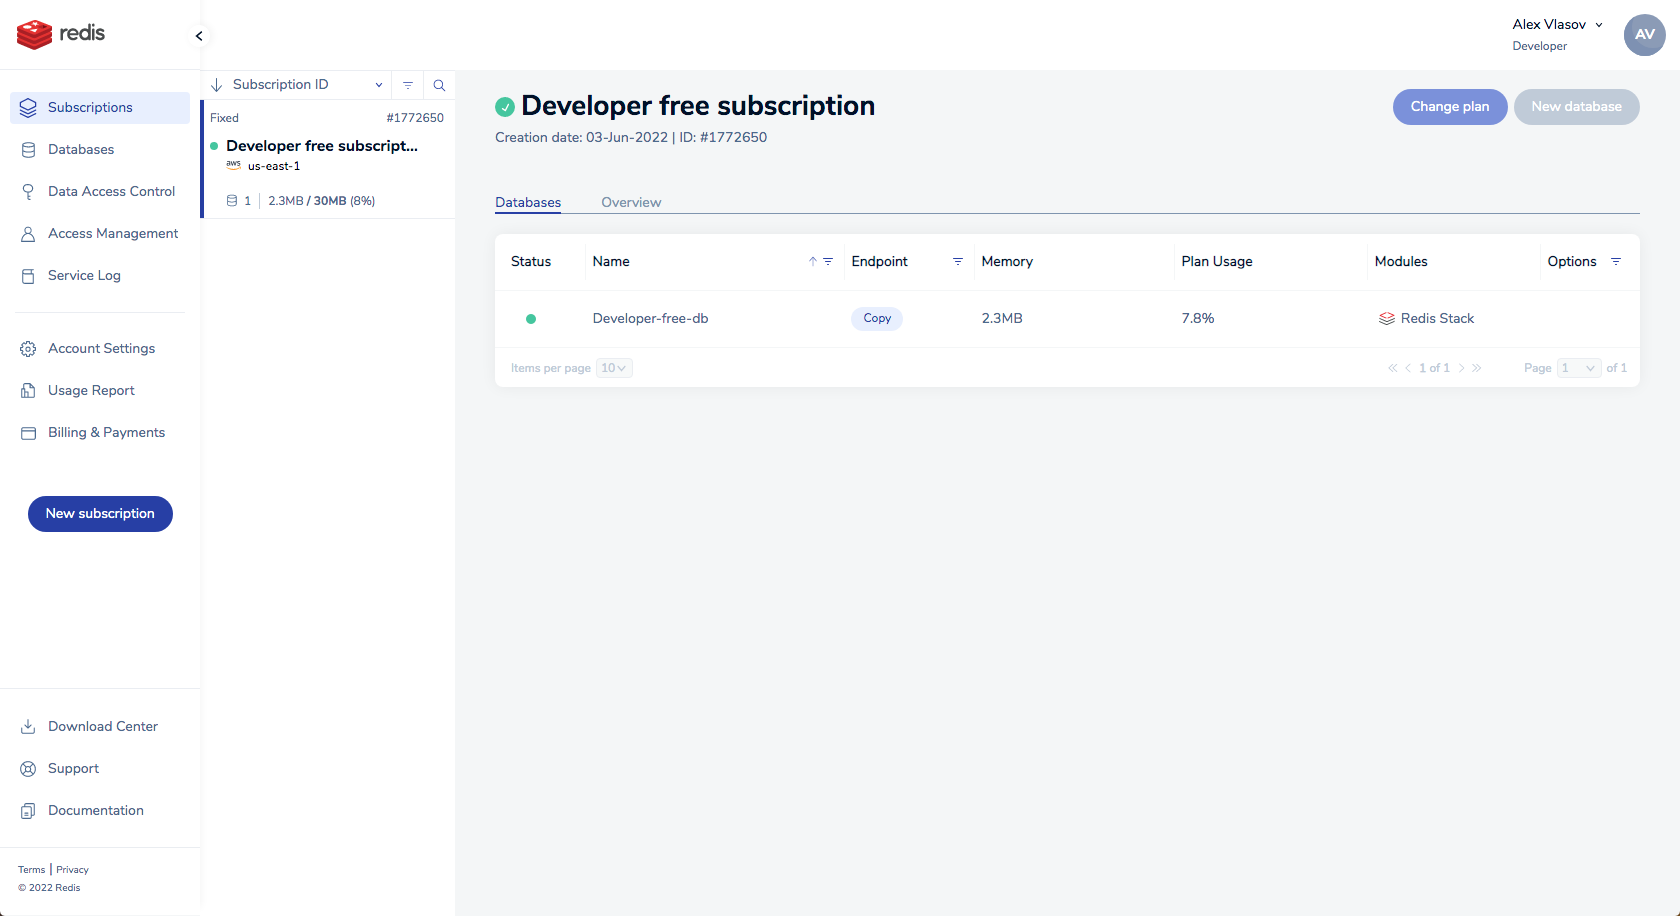 redis
Alex Vlasov
Developer
AV
Subscriptions
Databases
Data Access Control
Access Management
Service Log
Account Settings
Usage Report
Billing & Payments
New subscription
Download Center
Support
Documentation
Terms | Privacy
© 2022 Redis
Subscription ID
Fixed #1772650
Developer free subscript...
aws us-east-1
1 | 2.3MB / 30MB (8%)
Developer free subscription
Creation date: 03-Jun-2022 | ID: #1772650
Change plan New database
Databases Overview
Status Name Endpoint Memory Plan Usage Modules Options
Developer-free-db Copy 2.3MB 7.8% Redis Stack
Items per page 10 1 of 1 Page 1 of 1